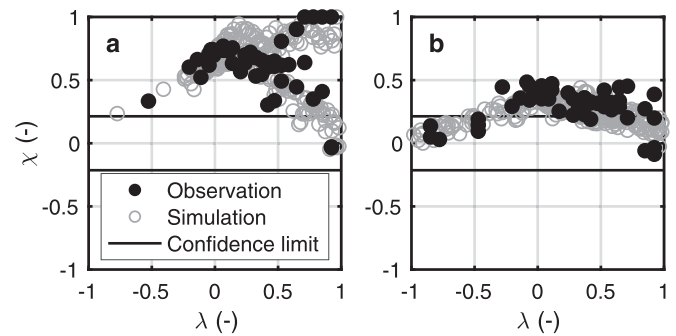 1
0.5
0
-0.5
-1
χ (-)
a
Observation
Simulation
Confidence limit
-1
-0.5
0
0.5
1
λ (-)
1
0.5
0
-0.5
-1
b
-1
-0.5
0
0.5
1
λ (-)